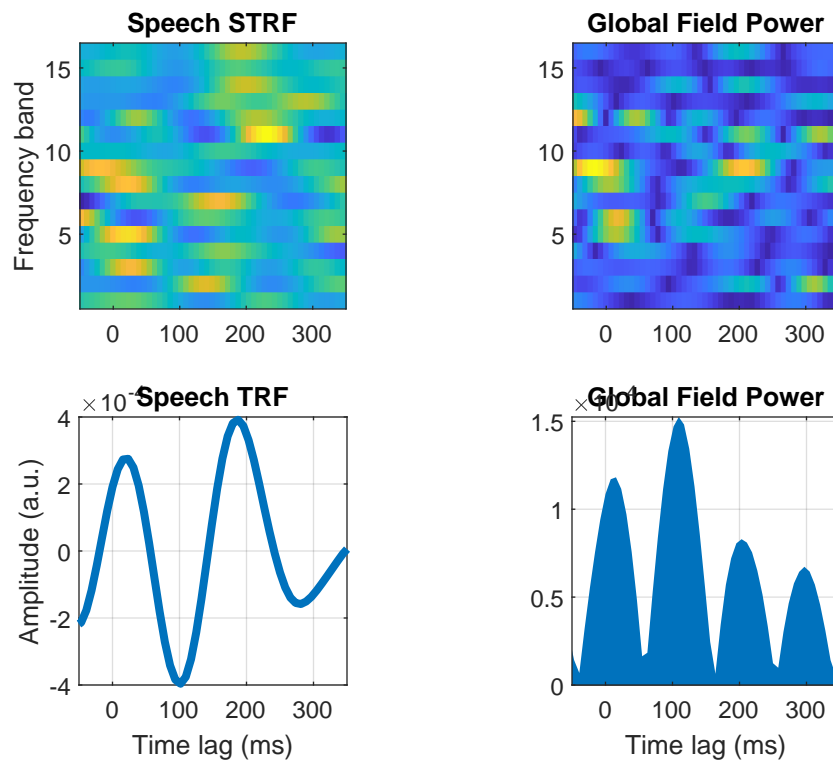 Speech STRF
Global Field Power
Frequency band
15
10
5
0 100 200 300
15
10
5
0 100 200 300
× 10-4
Speech TRF
Global Field Power
Amplitude (a.u.)
4
2
0
-2
-4
0 100 200 300
Time lag (ms)
1.5
1
0.5
0
0 100 200 300
Time lag (ms)